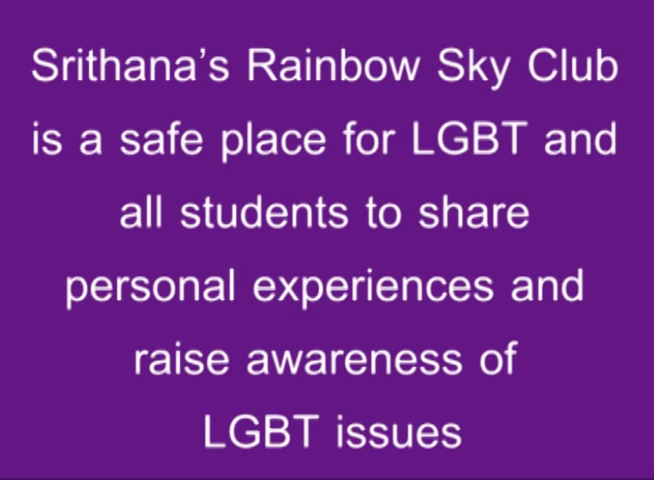 Srithana's Rainbow Sky Club
is a safe place for LGBT and
all students to share
personal experiences and
raise awareness of
LGBT issues